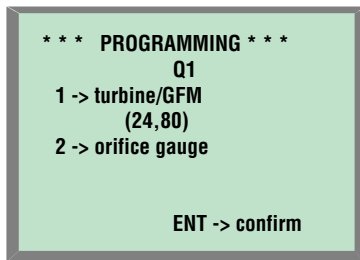 * * * PROGRAMMING * * *
Q1
1 -> turbine/GFM
(24,80)
2 -> orifice gauge
ENT -> confirm